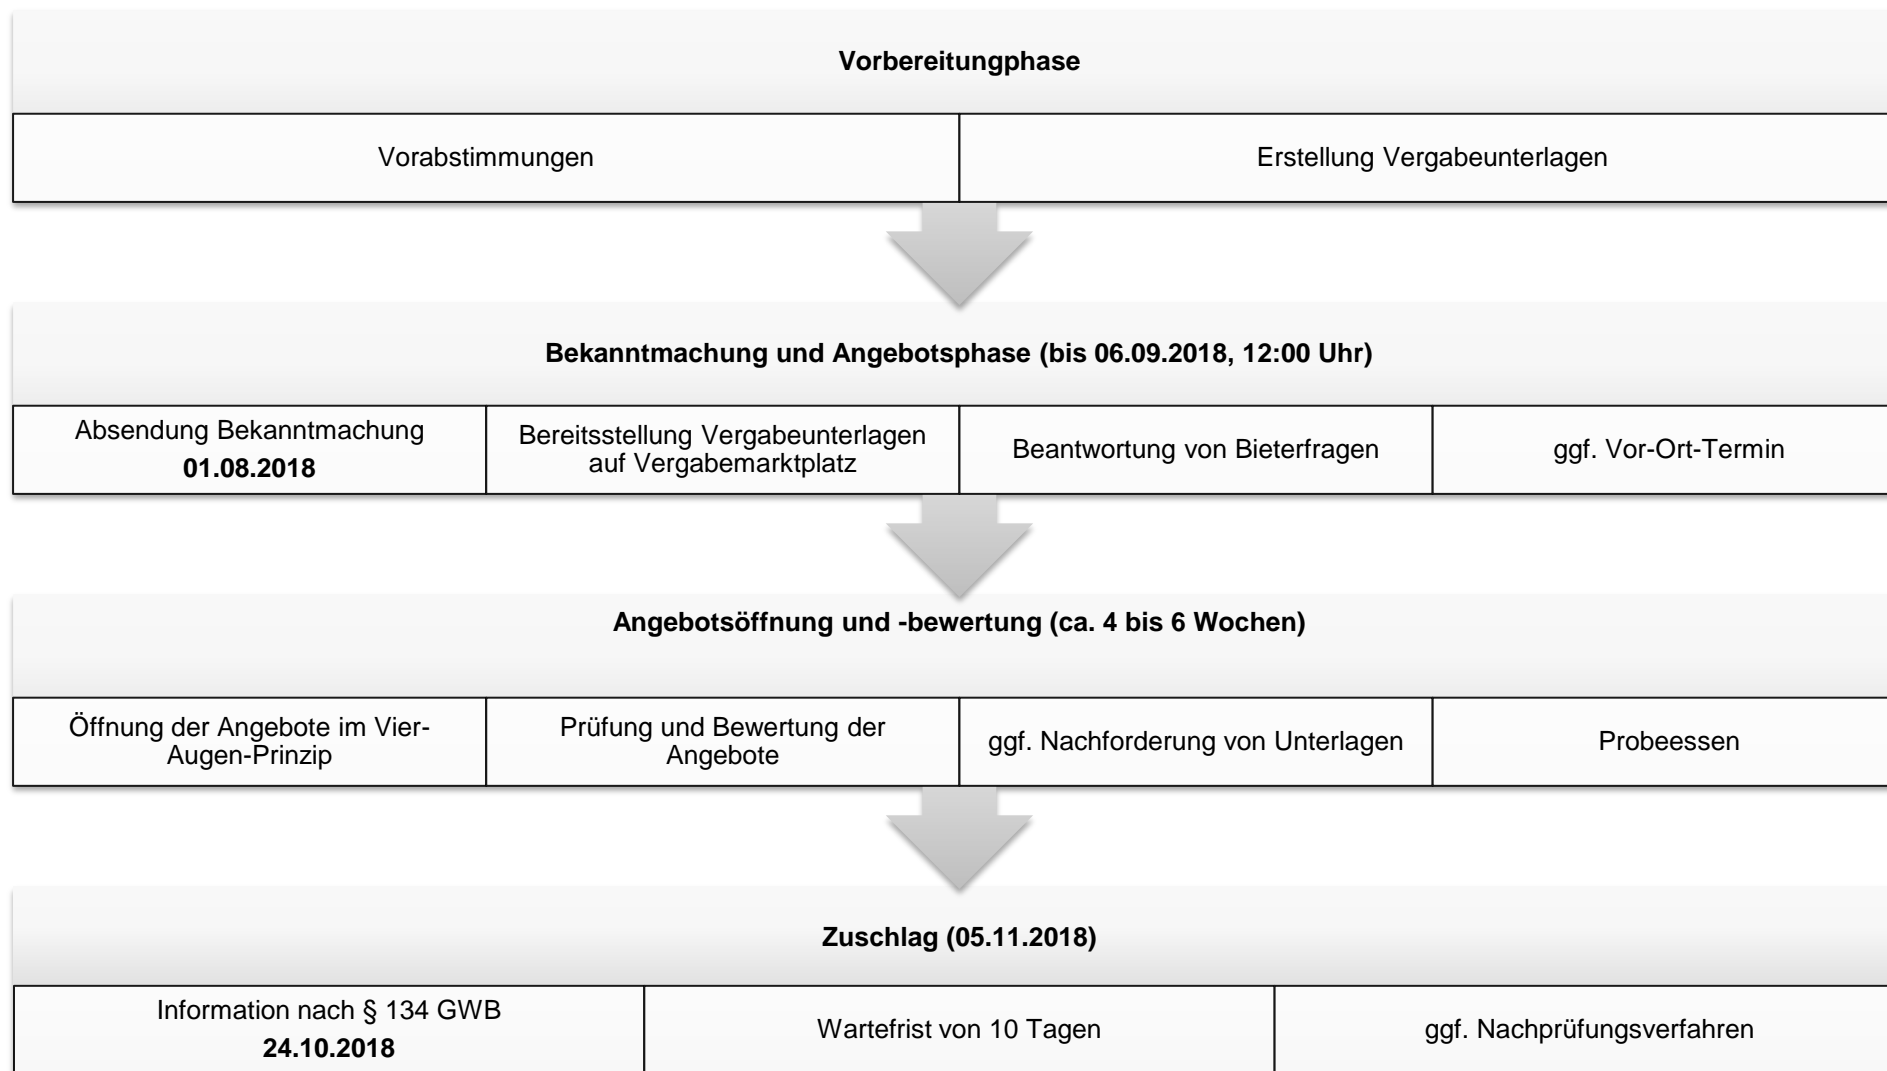 Vorbereitungphase
Vorabstimmungen
Erstellung Vergabeunterlagen
Bekanntmachung und Angebotsphase (bis 06.09.2018, 12:00 Uhr)
Absendung Bekanntmachung
01.08.2018
Bereitsstellung Vergabeunterlagen
auf Vergabemarktplatz
Beantwortung von Bieterfragen
ggf. Vor-Ort-Termin
Angebotsöffnung und -bewertung (ca. 4 bis 6 Wochen)
Öffnung der Angebote im Vier-
Augen-Prinzip
Prüfung und Bewertung der
Angebote
ggf. Nachforderung von Unterlagen
Probeessen
Zuschlag (05.11.2018)
Information nach § 134 GWB
24.10.2018
Wartefrist von 10 Tagen
ggf. Nachprüfungsverfahren